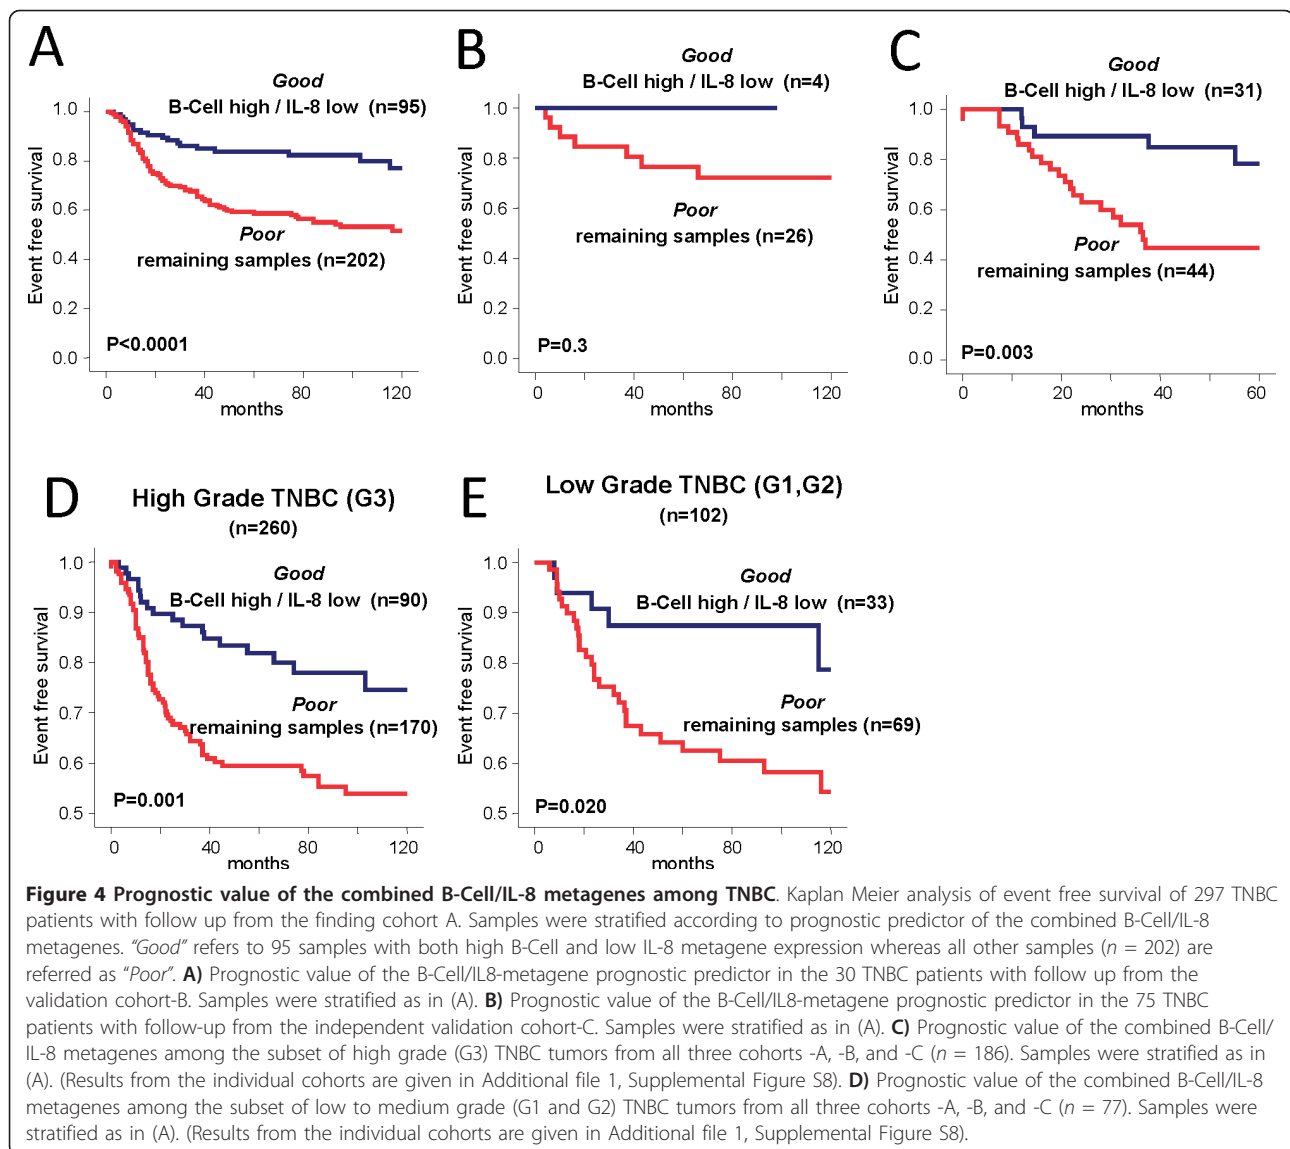 A
Good
B-Cell high / IL-8 low (n=95)
1.0
0.8
0.6
0.4
0.2
0.0
Event free survival
Poor
remaining samples (n=202)
P<0.0001
0 40 80 120
months
B
Good
B-Cell high / IL-8 low (n=4)
1.0
0.8
0.6
0.4
0.2
0.0
Event free survival
Poor
remaining samples (n=26)
P=0.3
0 40 80 120
months
C
Good
B-Cell high / IL-8 low (n=31)
1.0
0.8
0.6
0.4
0.2
0.0
Event free survival
Poor
remaining samples (n=44)
P=0.003
0 20 40 60
months
D
High Grade TNBC (G3)
(n=260)
1.0
0.9
0.8
0.7
0.6
0.5
Event free survival
Good
B-Cell high / IL-8 low (n=90)
Poor
remaining samples (n=170)
P=0.001
0 40 80 120
months
E
Low Grade TNBC (G1,G2)
(n=102)
1.0
0.9
0.8
0.7
0.6
0.5
Event free survival
Good
B-Cell high / IL-8 low (n=33)
Poor
remaining samples (n=69)
P=0.020
0 40 80 120
months
Figure 4 Prognostic value of the combined B-Cell/IL-8 metagenes among TNBC. Kaplan Meier analysis of event free survival of 297 TNBC
patients with follow up from the finding cohort A. Samples were stratified according to prognostic predictor of the combined B-Cell/IL-8
metagenes. "Good" refers to 95 samples with both high B-Cell and low IL-8 metagene expression whereas all other samples (n = 202) are
referred as "Poor". A) Prognostic value of the B-Cell/IL8-metagene prognostic predictor in the 30 TNBC patients with follow up from the
validation cohort-B. Samples were stratified as in (A). B) Prognostic value of the B-Cell/IL8-metagene prognostic predictor in the 75 TNBC
patients with follow-up from the independent validation cohort-C. Samples were stratified as in (A). C) Prognostic value of the combined B-Cell/
IL-8 metagenes among the subset of high grade (G3) TNBC tumors from all three cohorts -A, -B, and -C (n = 186). Samples were stratified as in
(A). (Results from the individual cohorts are given in Additional file 1, Supplemental Figure S8). D) Prognostic value of the combined B-Cell/IL-8
metagenes among the subset of low to medium grade (G1 and G2) TNBC tumors from all three cohorts -A, -B, and -C (n = 77). Samples were
stratified as in (A). (Results from the individual cohorts are given in Additional file 1, Supplemental Figure S8).